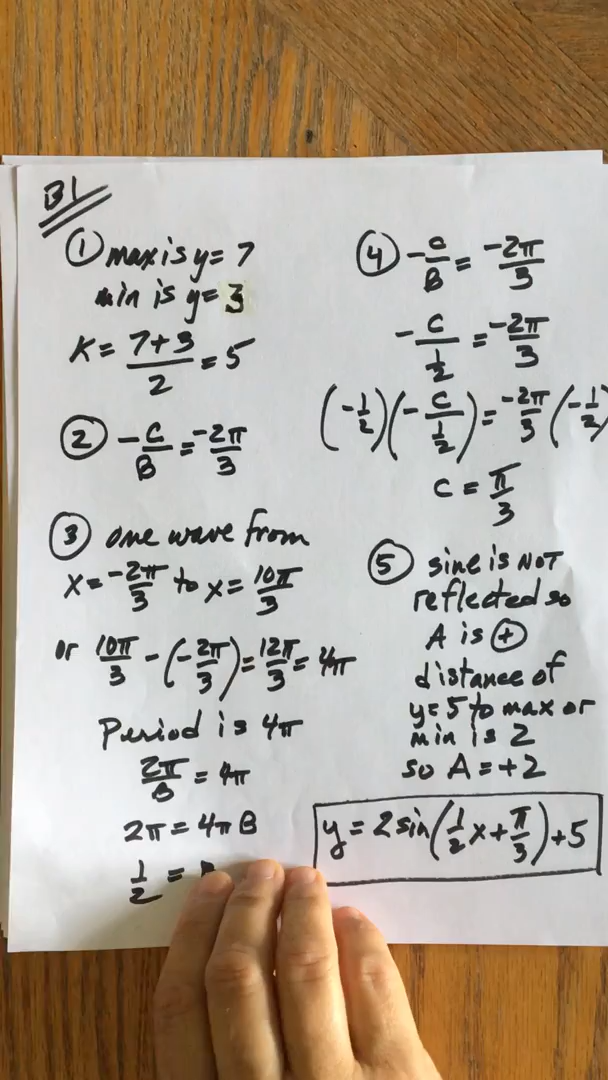 B1
① max is y = 7
min is y = 3
K = (7+3)/2 = 5
② -C/B = -2π/3
③ one wave from
x = -2π/3 to x = 10π/3
or 10π/3 - (-2π/3) = 12π/3 = 4π
Period is 4π
2π/B = 4π
2π = 4π B
1/2 =
④ -C/B = -2π/3
-C/(1/2) = -2π/3
(-1/2)(-C/(1/2)) = -2π/3 (-1/2)
C = π/3
⑤ sine is NOT
reflected so
A is ⊕
distance of
y=5 to max or
min is 2
so A = +2
y = 2 sin(1/2 x + π/3) + 5